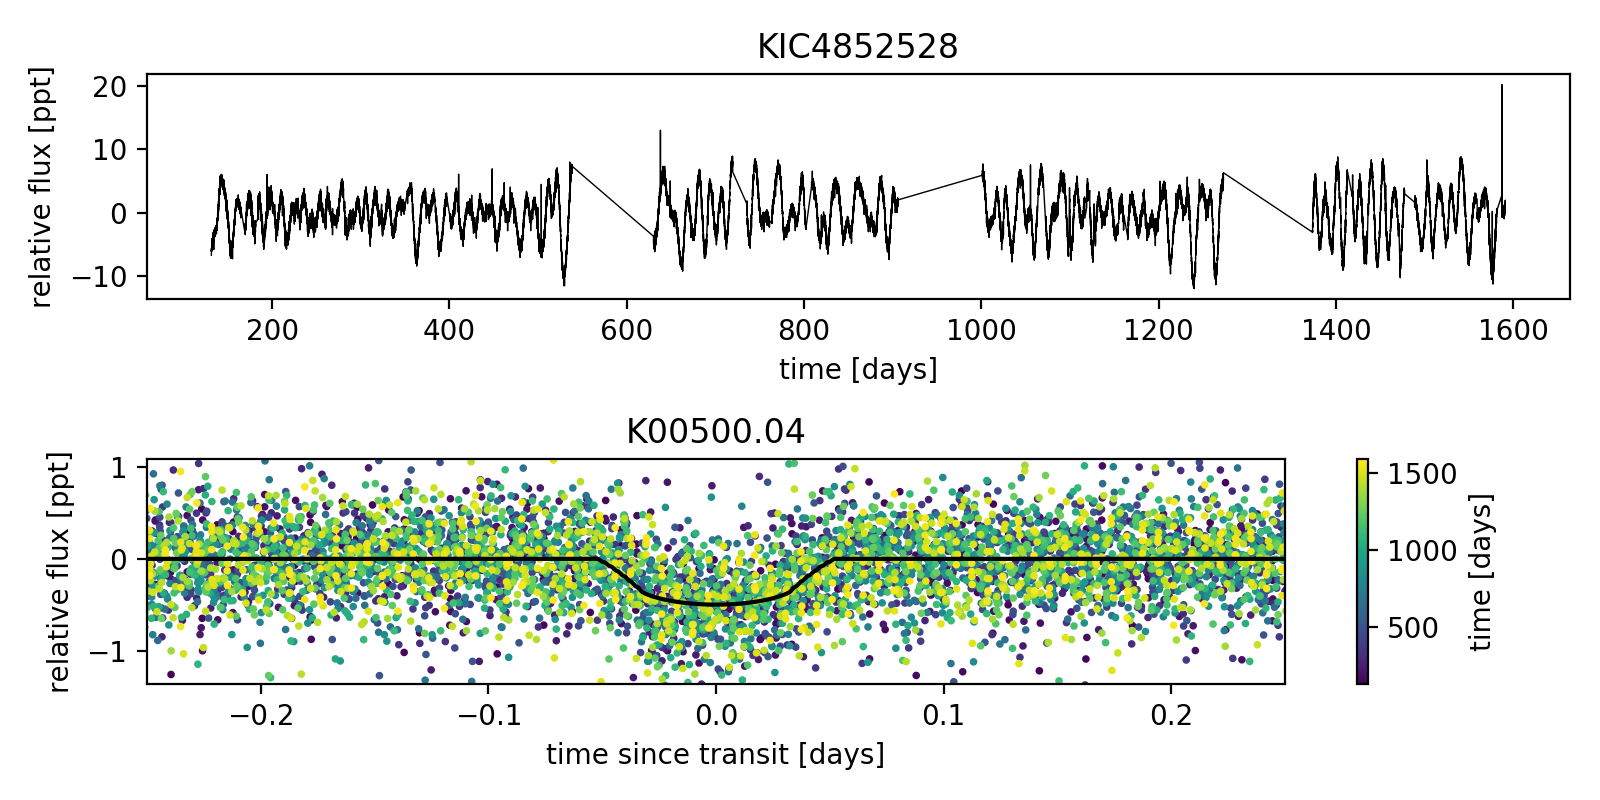 KIC4852528
relative flux [ppt]
20
10
0
−10
200 400 600 800 1000 1200 1400 1600
time [days]
K00500.04
relative flux [ppt]
1
0
−1
−0.2 −0.1 0.0 0.1 0.2
time since transit [days]
1500
1000
500
time [days]